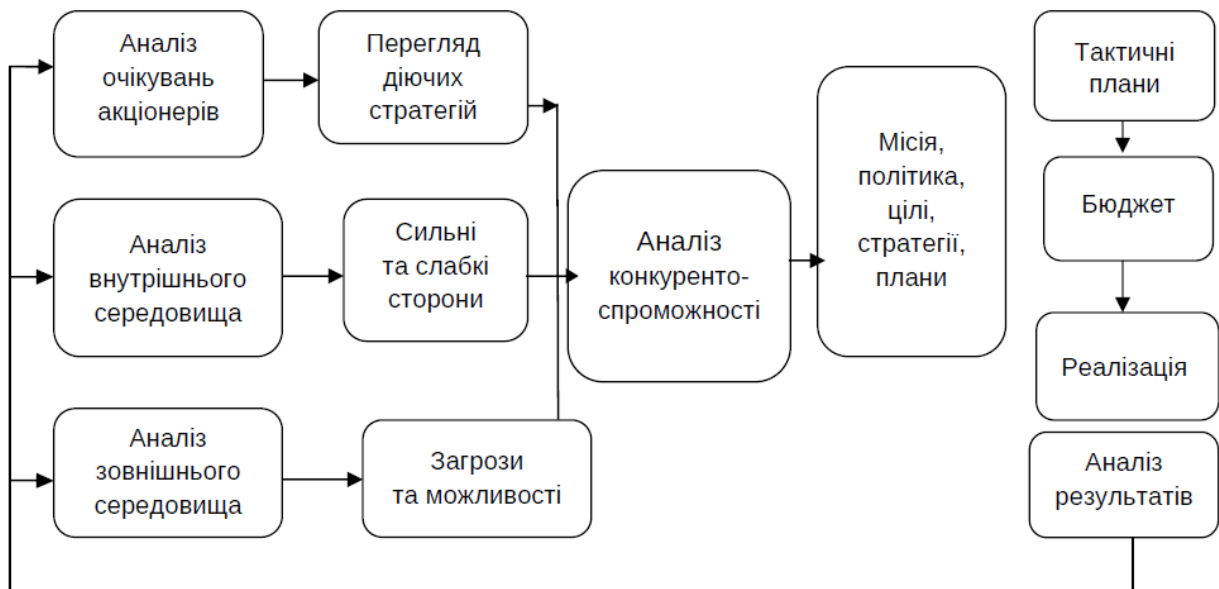 Аналіз
очікувань
акціонерів
Перегляд
діючих
стратегій
Аналіз
внутрішнього
середовища
Сильні
та слабкі
сторони
Аналіз
зовнішнього
середовища
Загрози
та можливості
Аналіз
конкуренто-
спроможності
Місія,
політика,
цілі,
стратегії,
плани
Тактичні
плани
Бюджет
Реалізація
Аналіз
результатів